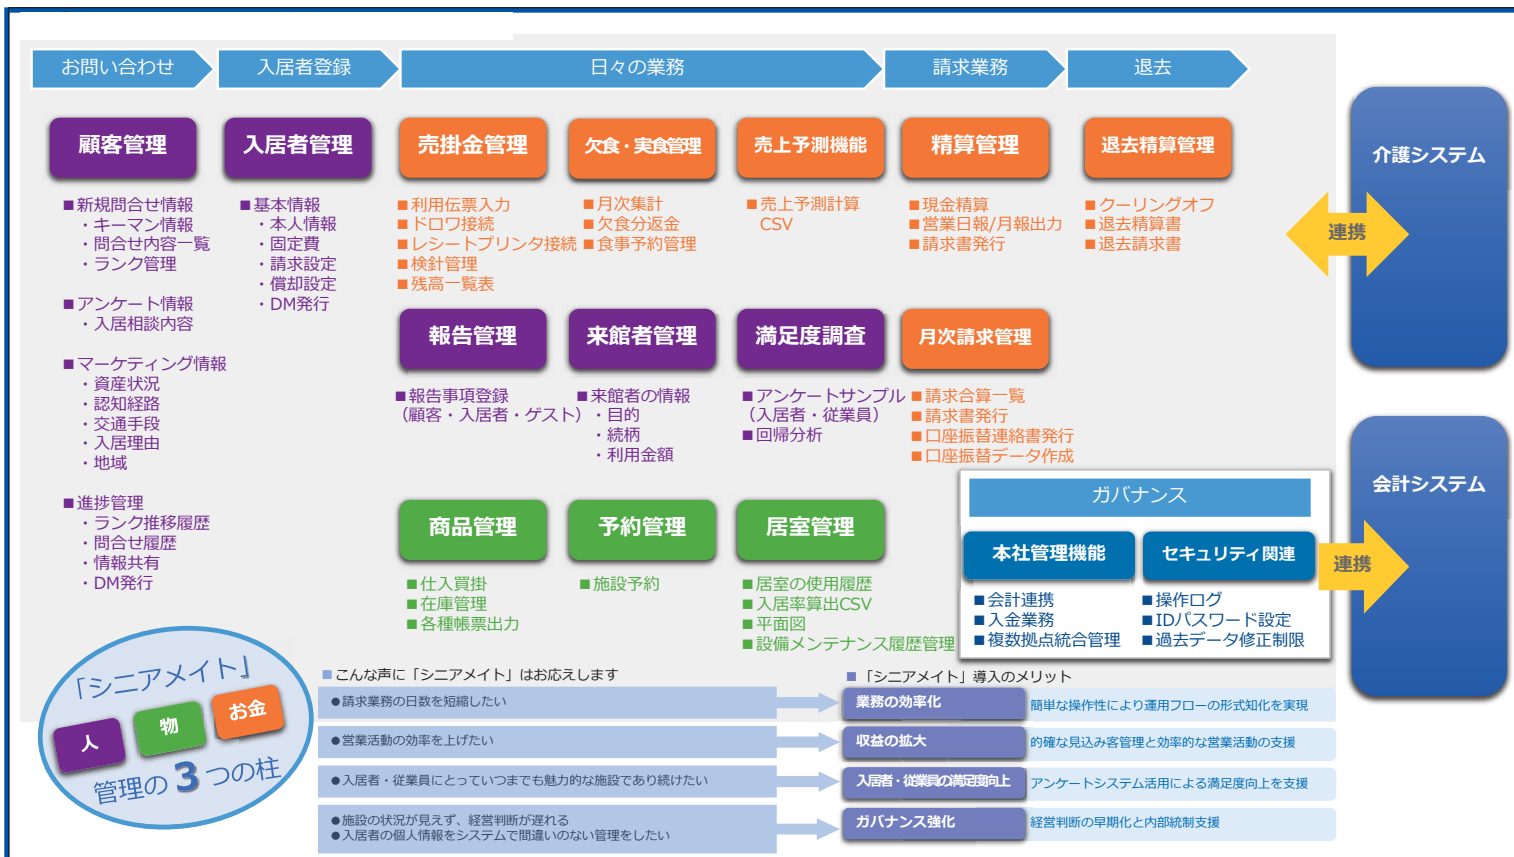 お問い合わせ
入居者登録
日々の業務
請求業務
退去
顧客管理
■新規問合せ情報
・キーマン情報
・問合せ内容一覧
・ランク管理
■アンケート情報
・入居相談内容
■マーケティング情報
・資産状況
・認知経路
・交通手段
・入居理由
・地域
■進捗管理
・ランク推移履歴
・問合せ履歴
・情報共有
・DM発行
入居者管理
■基本情報
・本人情報
・固定費
・請求設定
・償却設定
・DM発行
売掛金管理
■利用伝票入力
■ドロワ接続
■レシートプリンタ接続
■検針管理
■残高一覧表
欠食・実食管理
■月次集計
■欠食分返金
■食事予約管理
売上予測機能
■売上予測計算
CSV
精算管理
■現金精算
■営業日報/月報出力
■請求書発行
退去精算管理
■クーリングオフ
■退去精算書
■退去請求書
報告管理
■報告事項登録
（顧客・入居者・ゲスト）
来館者管理
■来館者の情報
・目的
・続柄
・利用金額
満足度調査
■アンケートサンプル
（入居者・従業員）
■回帰分析
月次請求管理
■請求合算一覧
■請求書発行
■口座振替連絡書発行
■口座振替データ作成
商品管理
■仕入買掛
■在庫管理
■各種帳票出力
予約管理
■施設予約
居室管理
■居室の使用履歴
■入居率算出CSV
■平面図
■設備メンテナンス履歴管理
ガバナンス
本社管理機能
■会計連携
■入金業務
■複数拠点統合管理
セキュリティ関連
■操作ログ
■IDパスワード設定
■過去データ修正制限
介護システム
連携
会計システム
連携
「シニアメイト」
人
物
お金
管理の3つの柱
■こんな声に「シニアメイト」はお応えします
●請求業務の日数を短縮したい
●営業活動の効率を上げたい
●入居者・従業員にとっていつまでも魅力的な施設であり続けたい
●施設の状況が見えず、経営判断が遅れる
●入居者の個人情報をシステムで間違いのない管理をしたい
■「シニアメイト」導入のメリット
業務の効率化
簡単な操作性により運用フローの形式知化を実現
収益の拡大
的確な見込み客管理と効率的な営業活動の支援
入居者・従業員の満足度向上
アンケートシステム活用による満足度向上を支援
ガバナンス強化
経営判断の早期化と内部統制支援